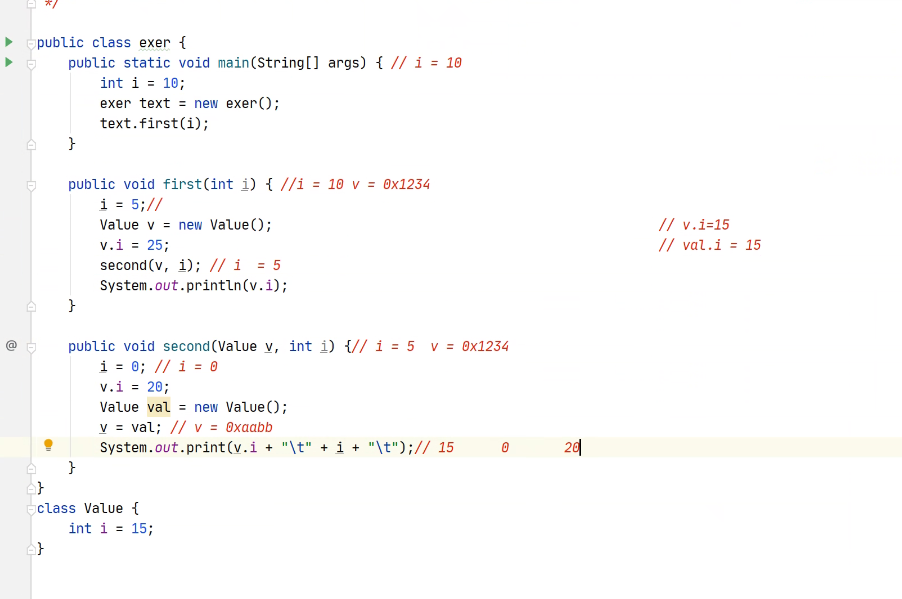 */
public class exer {
    public static void main(String[] args) { // i = 10
        int i = 10;
        exer text = new exer();
        text.first(i);
    }
    public void first(int i) { //i = 10 v = 0x1234
        i = 5;//
        Value v = new Value(); // v.i=15
        v.i = 25; // val.i = 15
        second(v, i); // i  = 5
        System.out.println(v.i);
    }
@ public void second(Value v, int i) {// i = 5  v = 0x1234
        i = 0; // i = 0
        v.i = 20;
        Value val = new Value();
        v = val; // v = 0xaabb
        System.out.print(v.i + "\t" + i + "\t");// 15      0       20
    }
}
class Value {
    int i = 15;
}